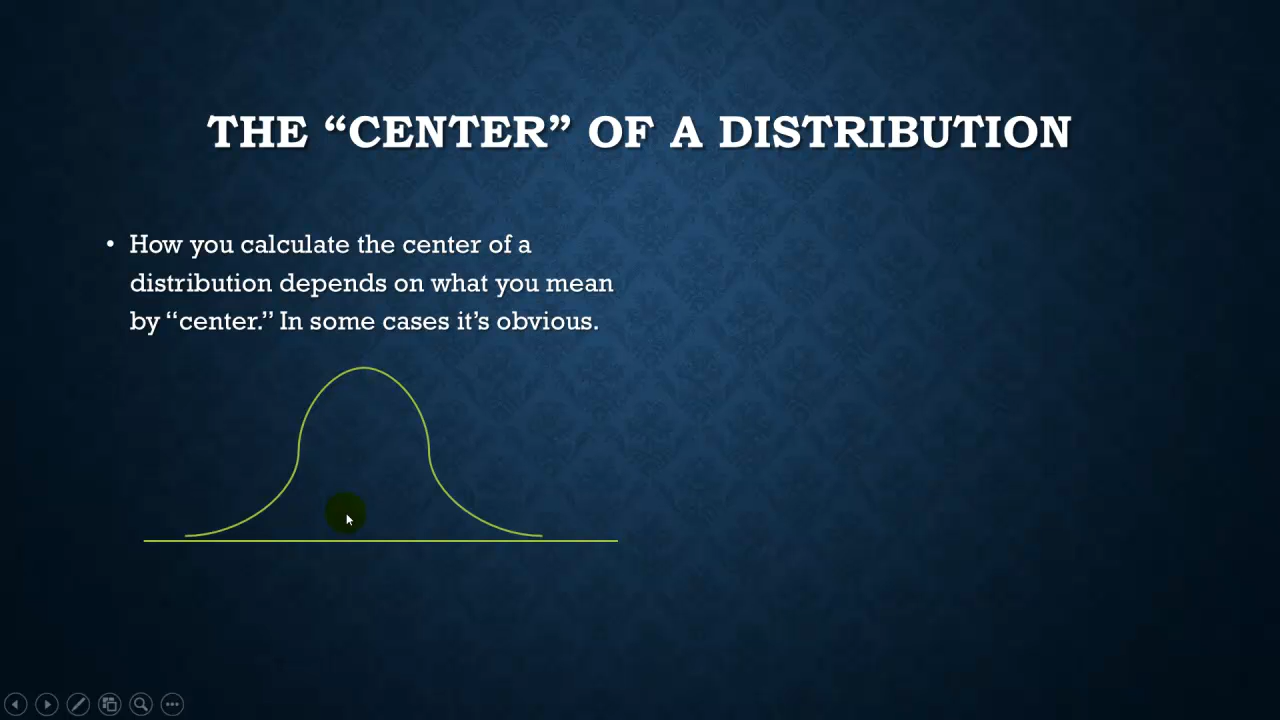 THE “CENTER” OF A DISTRIBUTION
• How you calculate the center of a
distribution depends on what you mean
by “center.” In some cases it’s obvious.